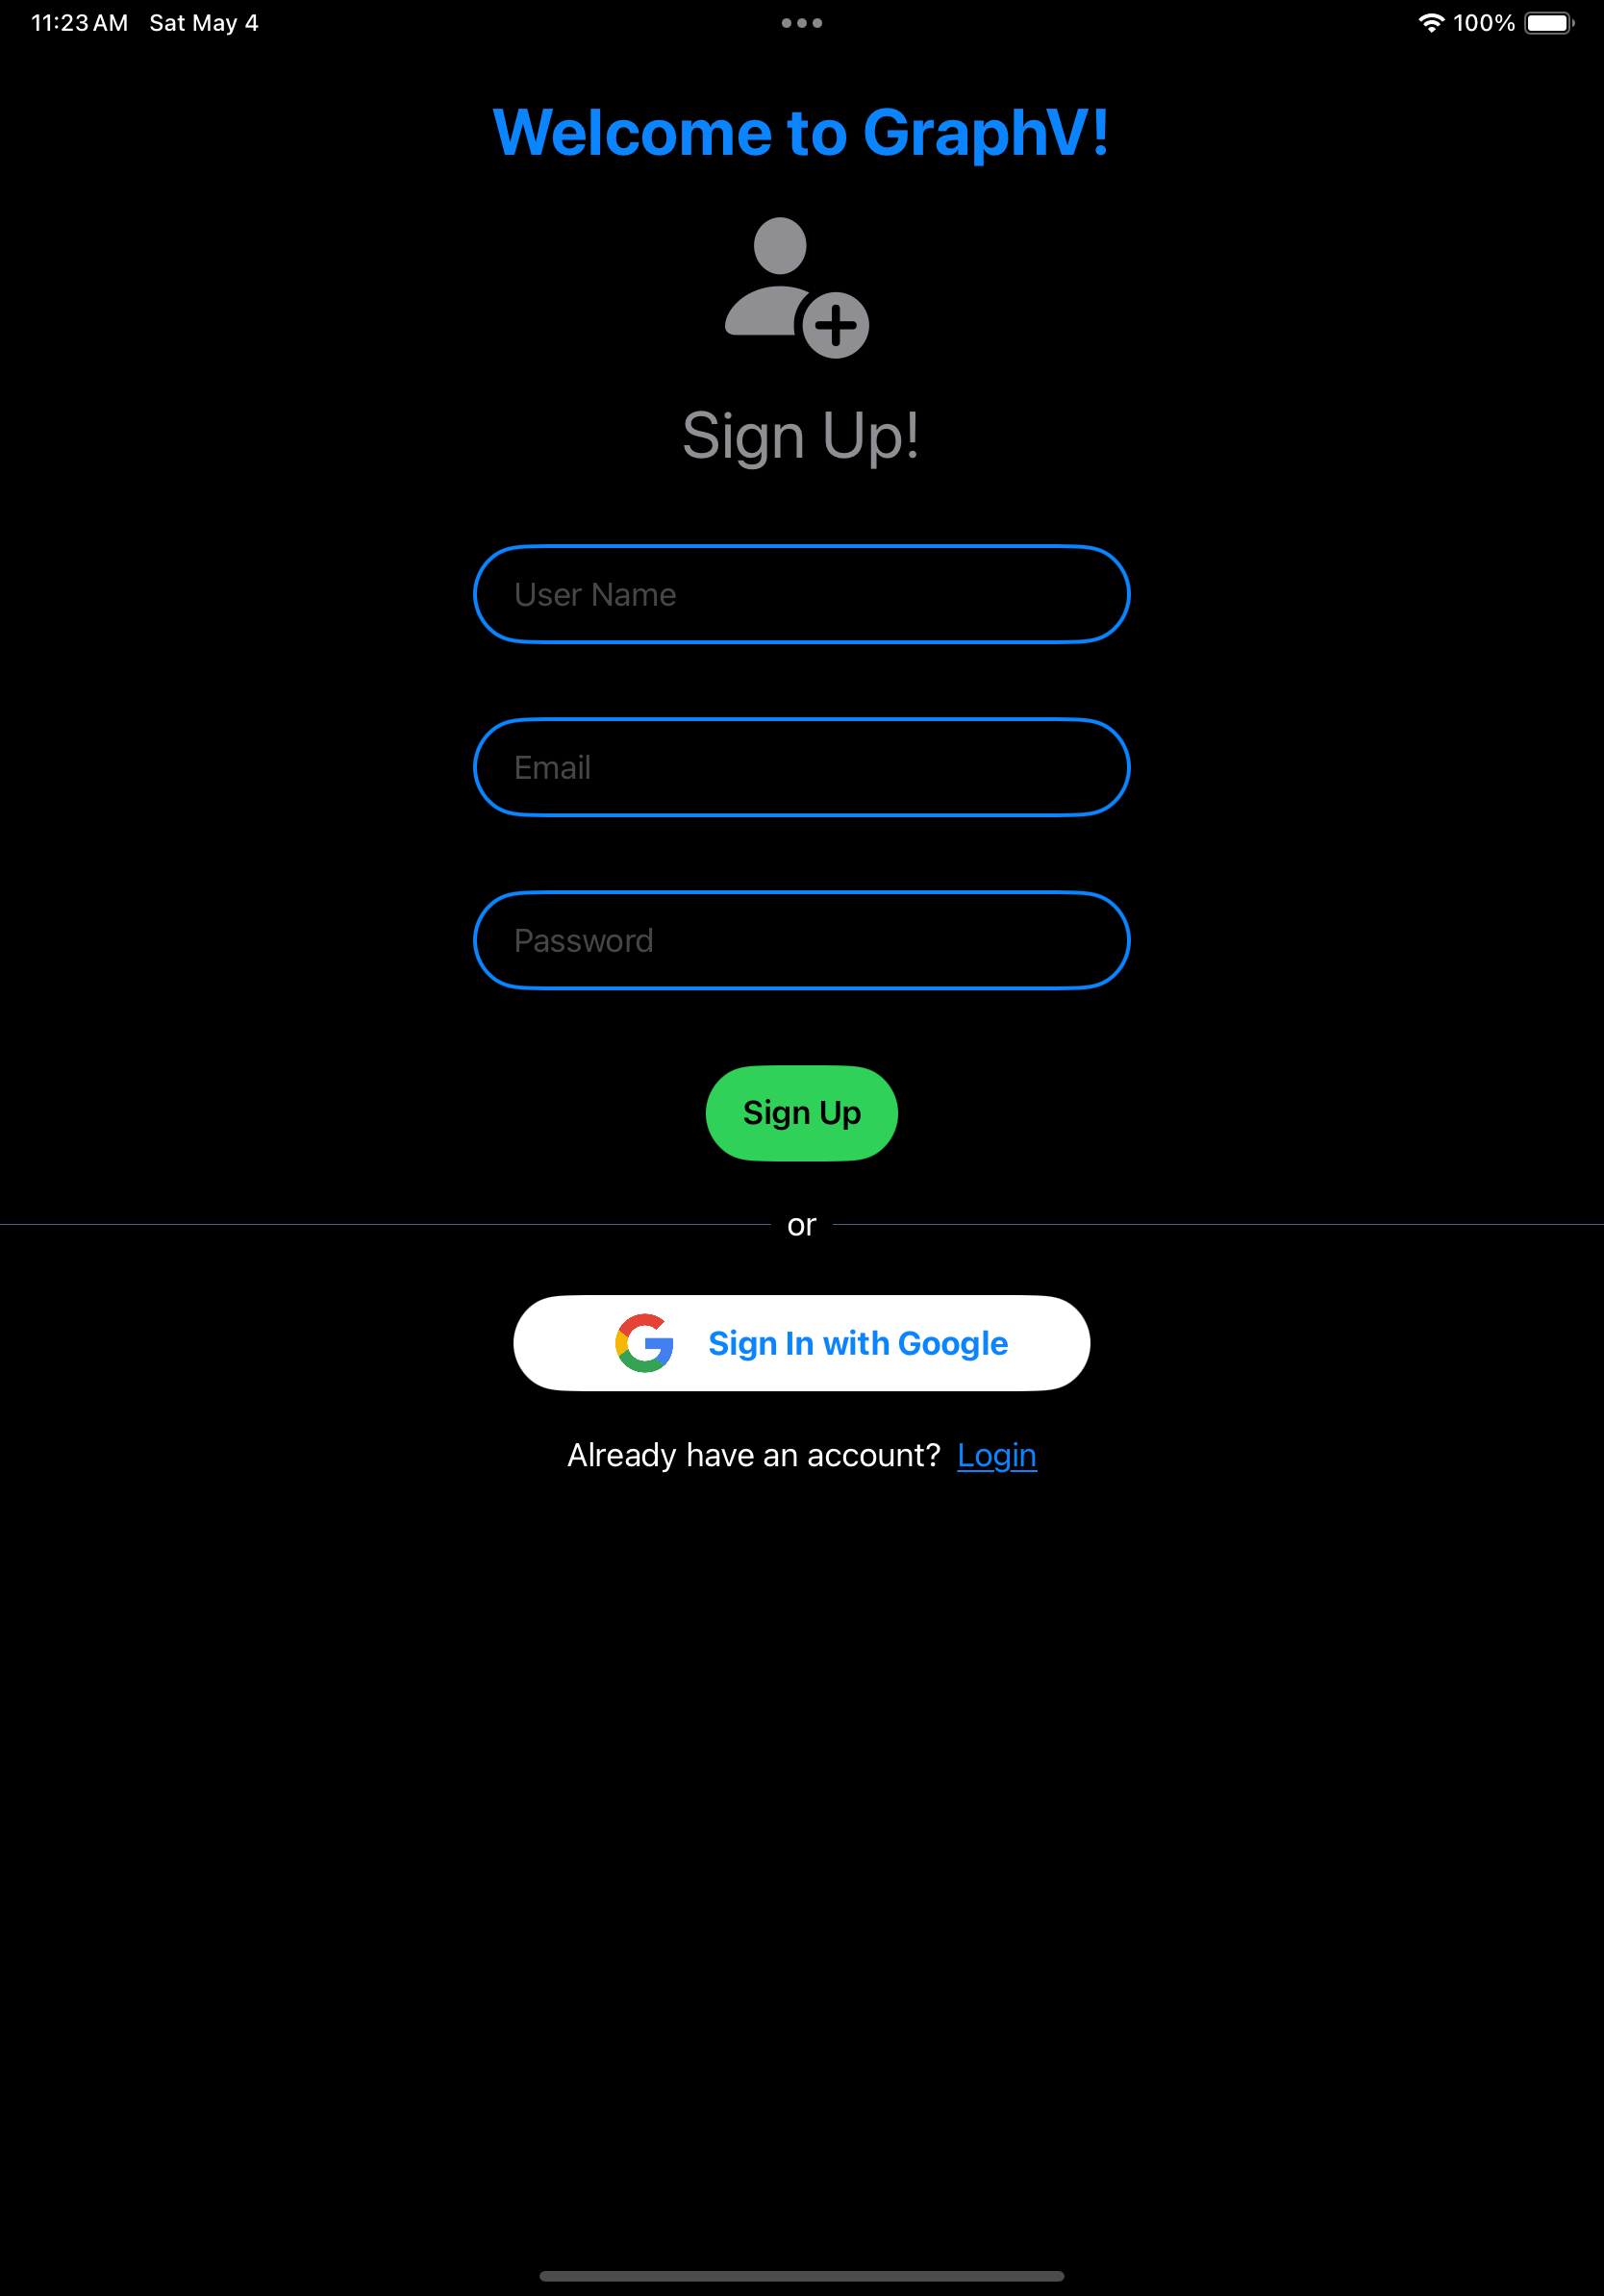 11:23 AM Sat May 4 100%
Welcome to GraphV!
Sign Up!
User Name
Email
Password
Sign Up
or
Sign In with Google
Already have an account? Login